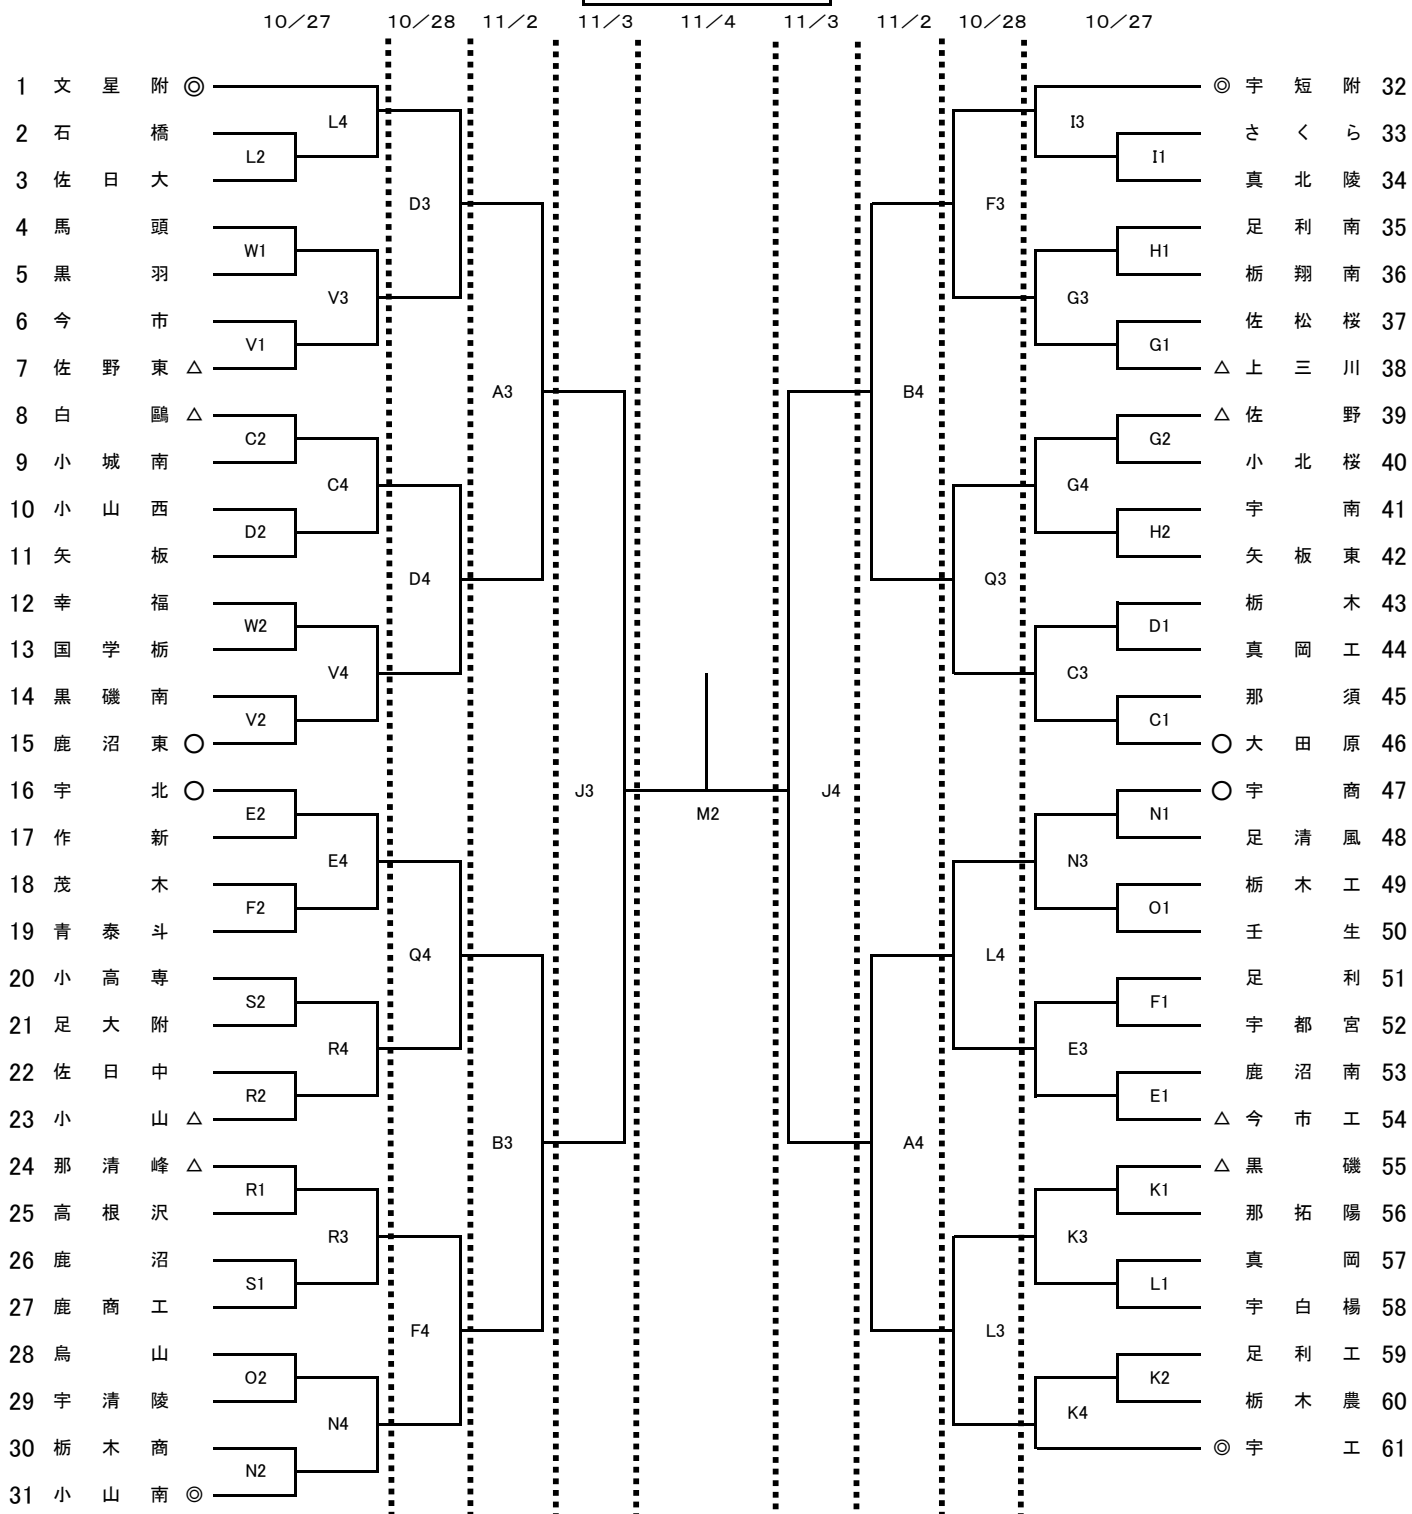 10／27 10／28 11／2 11／3 11／4 11／3 11／2 10／28 10／27
1 文星附 ◎
2 石橋
3 佐日大
4 馬頭
5 黒羽
6 今市
7 佐野東 △
8 白鷗 △
9 小城南
10 小山西
11 矢板
12 幸福
13 国学栃
14 黒磯南
15 鹿沼東 ○
16 宇北 ○
17 作新
18 茂木
19 青泰斗
20 小高専
21 足大附
22 佐日中
23 小山 △
24 那清峰 △
25 高根沢
26 鹿沼
27 鹿商工
28 烏山
29 宇清陵
30 栃木商
31 小山南 ◎
L2
W1
V1
C2
D2
W2
V2
E2
F2
S2
R2
R1
S1
O2
N2
L4
V3
C4
V4
E4
R4
R3
N4
D3
D4
Q4
F4
A3
B3
J3
M2
J4
B4
A4
F3
Q3
L4
L3
I3
G3
G4
C3
N3
E3
K3
K4
I1
H1
G1
G2
H2
D1
C1
N1
O1
F1
E1
K1
L1
K2
◎ 宇短附 32
さくら 33
真北陵 34
足利南 35
栃翔南 36
佐松桜 37
△ 上三川 38
△ 佐野 39
小北桜 40
宇南 41
矢板東 42
栃木 43
真岡工 44
那須 45
○ 大田原 46
○ 宇商 47
足清風 48
栃木工 49
壬生 50
足利 51
宇都宮 52
鹿沼南 53
△ 今市工 54
△ 黒磯 55
那拓陽 56
真岡 57
宇白楊 58
足利工 59
栃木農 60
◎ 宇工 61